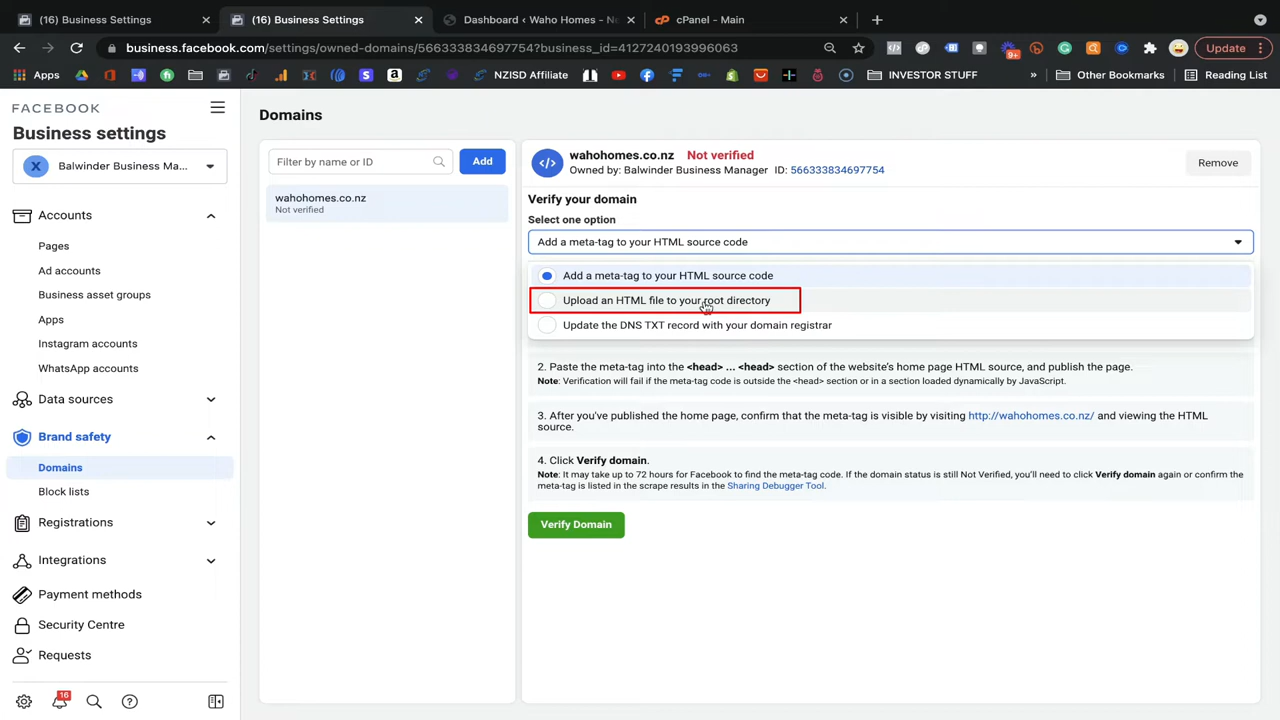 (16) Business Settings
(16) Business Settings
Dashboard ‹ Waho Homes - Ne
cPanel - Main
business.facebook.com/settings/owned-domains/566333834697754?business_id=4127240193996063
9+
Update
Apps
NZISD Affiliate
INVESTOR STUFF
»
Other Bookmarks
Reading List
FACEBOOK
Business settings
X
Balwinder Business Ma...
Accounts
Pages
Ad accounts
Business asset groups
Apps
Instagram accounts
WhatsApp accounts
Data sources
Brand safety
Domains
Block lists
Registrations
Integrations
Payment methods
Security Centre
Requests
16
Domains
Filter by name or ID
Add
wahohomes.co.nz
Not verified
wahohomes.co.nz Not verified
Owned by: Balwinder Business Manager ID: 566333834697754
Remove
Verify your domain
Select one option
Add a meta-tag to your HTML source code
Add a meta-tag to your HTML source code
Upload an HTML file to your root directory
Update the DNS TXT record with your domain registrar
2. Paste the meta-tag into the <head> ... <head> section of the website's home page HTML source, and publish the page.
Note: Verification will fail if the meta-tag code is outside the <head> section or in a section loaded dynamically by JavaScript.
3. After you've published the home page, confirm that the meta-tag is visible by visiting http://wahohomes.co.nz/ and viewing the HTML
source.
4. Click Verify domain.
Note: It may take up to 72 hours for Facebook to find the meta-tag code. If the domain status is still Not Verified, you'll need to click Verify domain again or confirm the
meta-tag is listed in the scrape results in the Sharing Debugger Tool.
Verify Domain